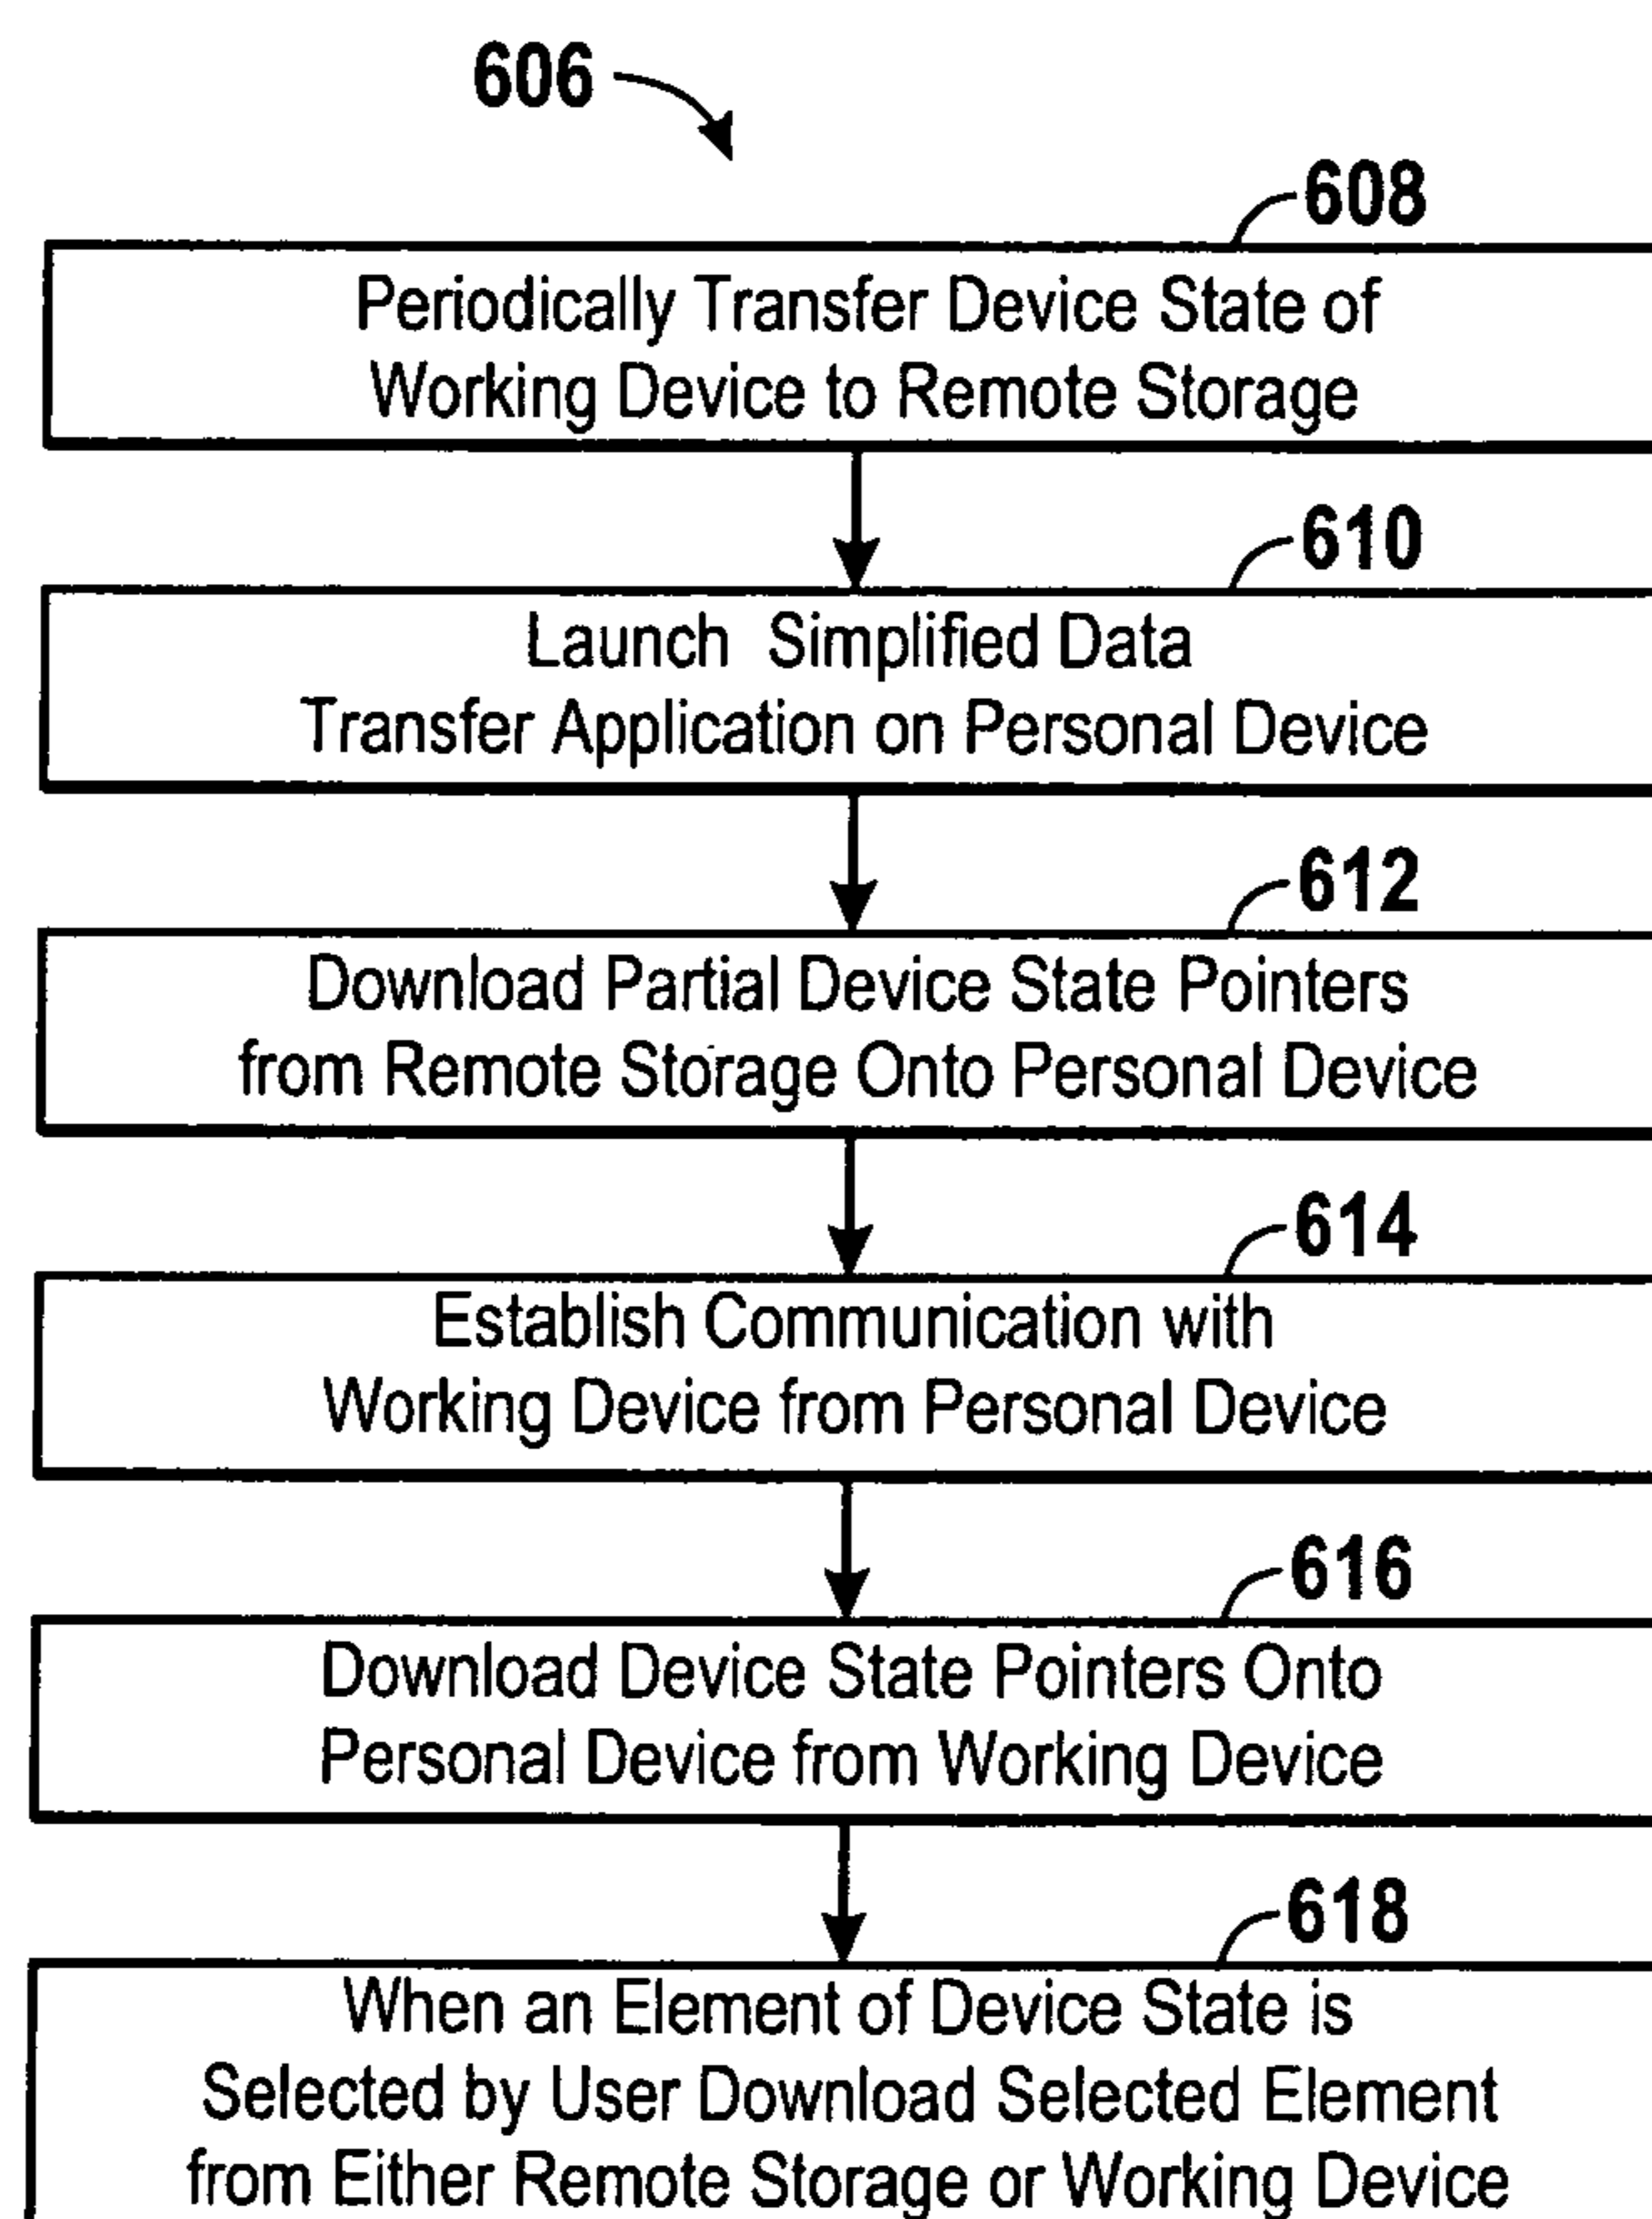 606
608
Periodically Transfer Device State of
Working Device to Remote Storage
610
Launch Simplified Data
Transfer Application on Personal Device
612
Download Partial Device State Pointers
from Remote Storage Onto Personal Device
614
Establish Communication with
Working Device from Personal Device
616
Download Device State Pointers Onto
Personal Device from Working Device
618
When an Element of Device State is
Selected by User Download Selected Element
from Either Remote Storage or Working Device